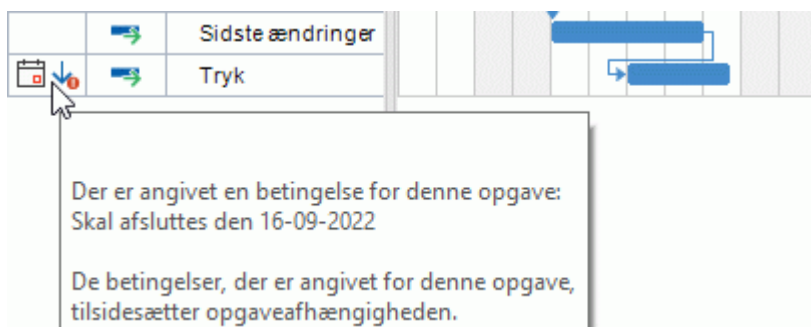 Sidste ændringer
Tryk
Der er angivet en betingelse for denne opgave:
Skal afsluttes den 16-09-2022
De betingelser, der er angivet for denne opgave,
tilsidesætter opgaveafhængigheden.